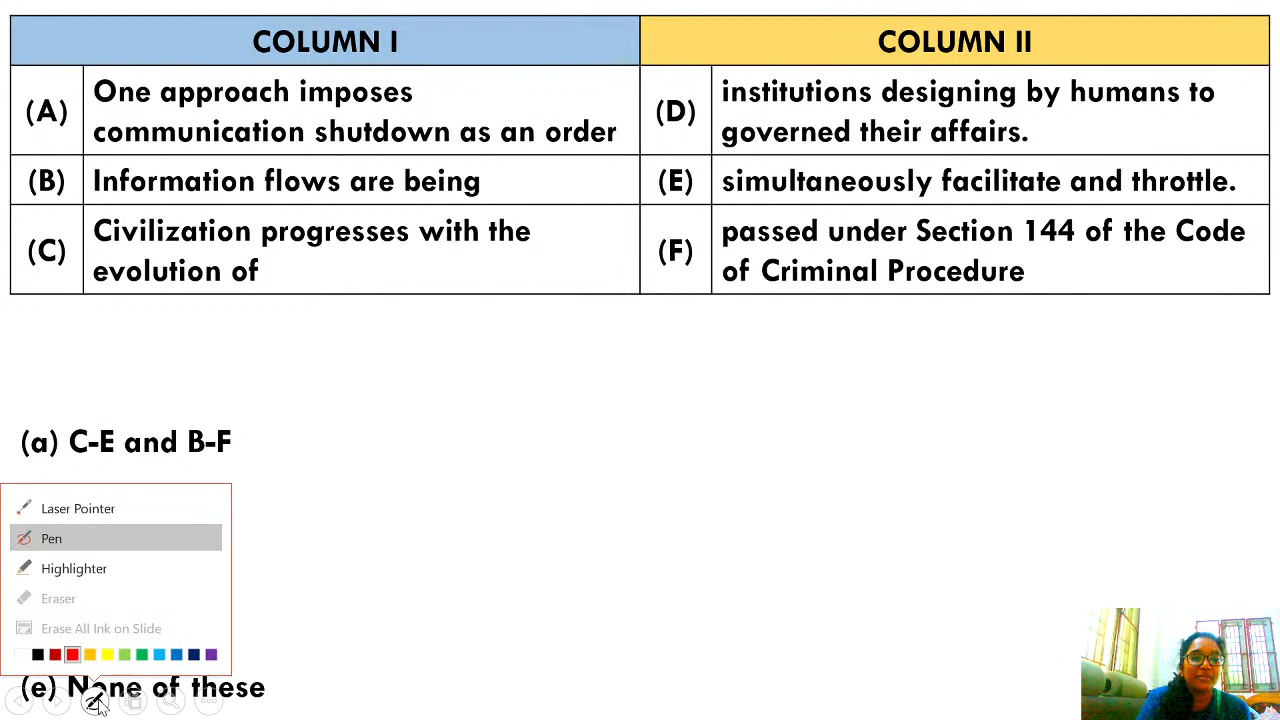 COLUMN I
COLUMN II
(A)
One approach imposes
communication shutdown as an order
(D)
institutions designing by humans to
governed their affairs.
(B)
Information flows are being
(E)
simultaneously facilitate and throttle.
(C)
Civilization progresses with the
evolution of
(F)
passed under Section 144 of the Code
of Criminal Procedure
(a) C-E and B-F
Laser Pointer
Pen
Highlighter
Eraser
Erase All Ink on Slide
(e) None of these